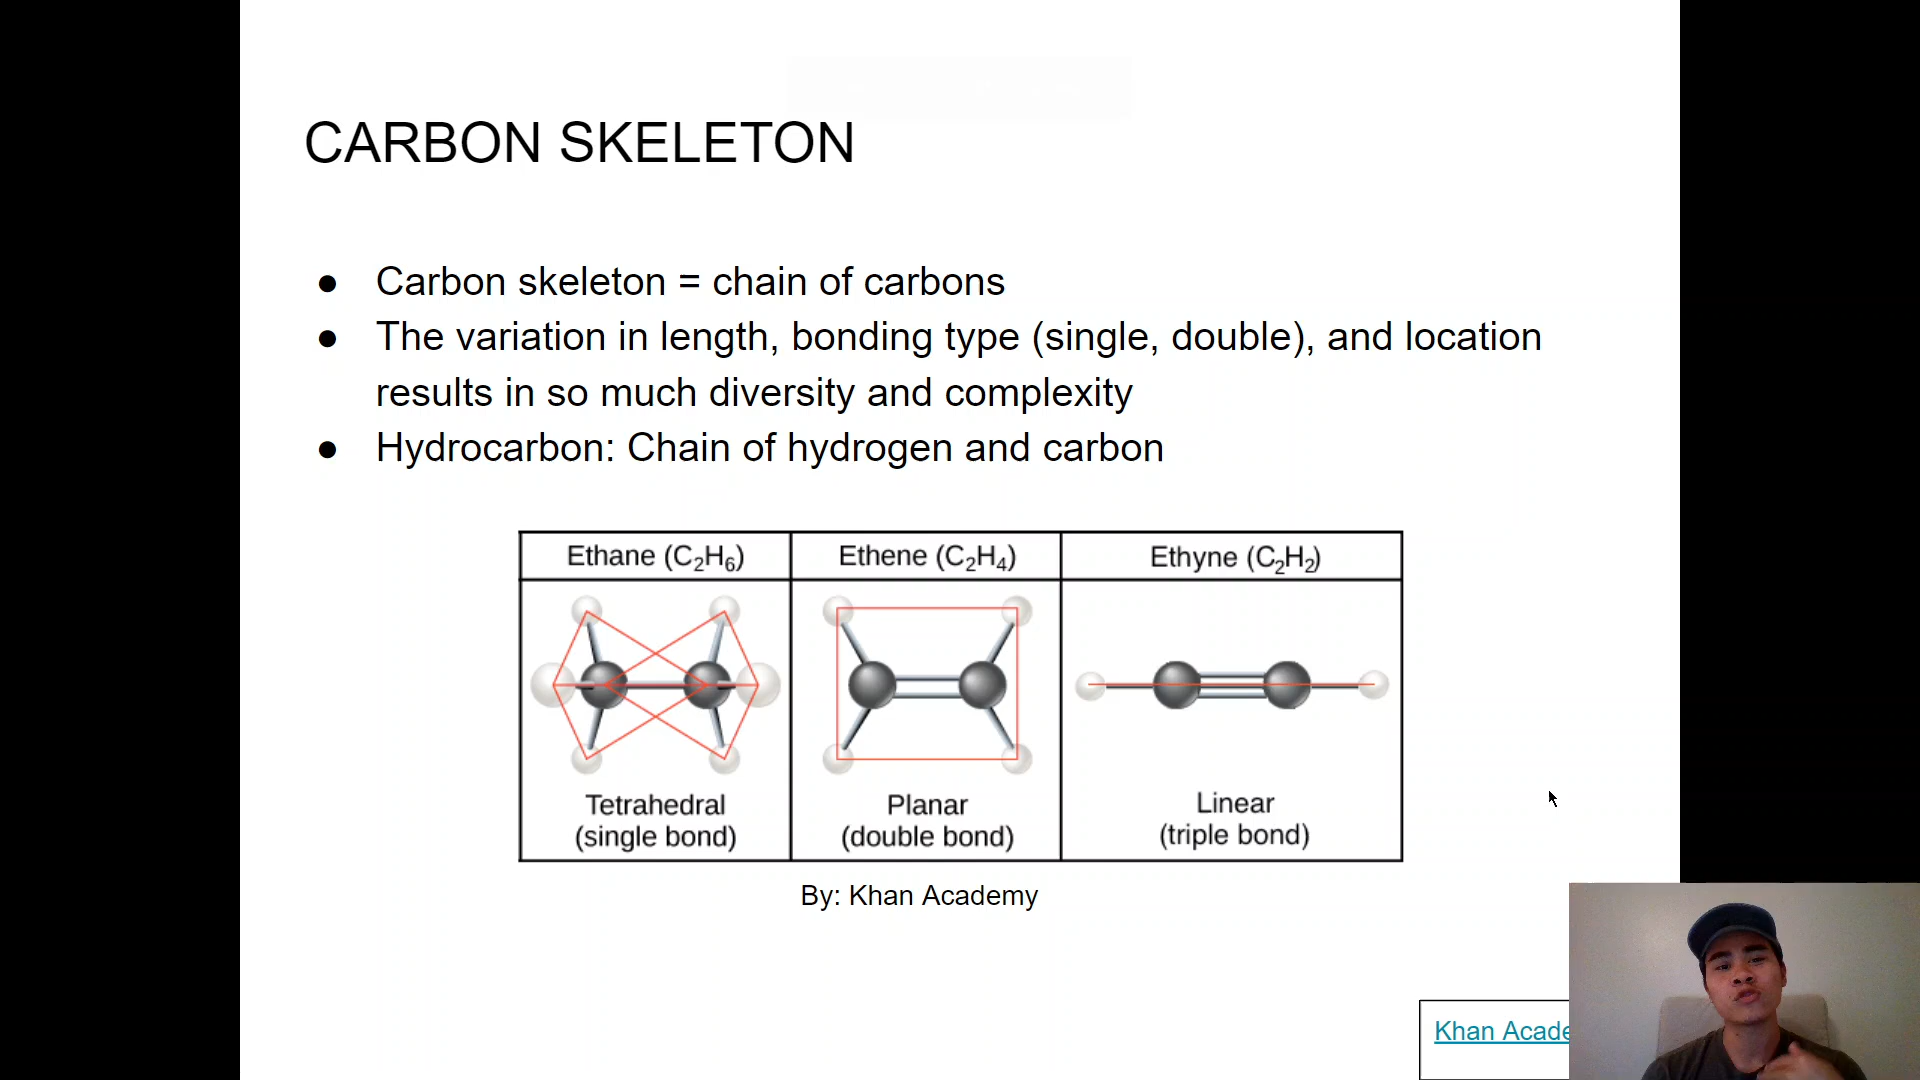 CARBON SKELETON
● Carbon skeleton = chain of carbons
● The variation in length, bonding type (single, double), and location
results in so much diversity and complexity
● Hydrocarbon: Chain of hydrogen and carbon
Ethane (C₂H₆) Ethene (C₂H₄) Ethyne (C₂H₂)
Tetrahedral Planar Linear
(single bond) (double bond) (triple bond)
By: Khan Academy
Khan Acade